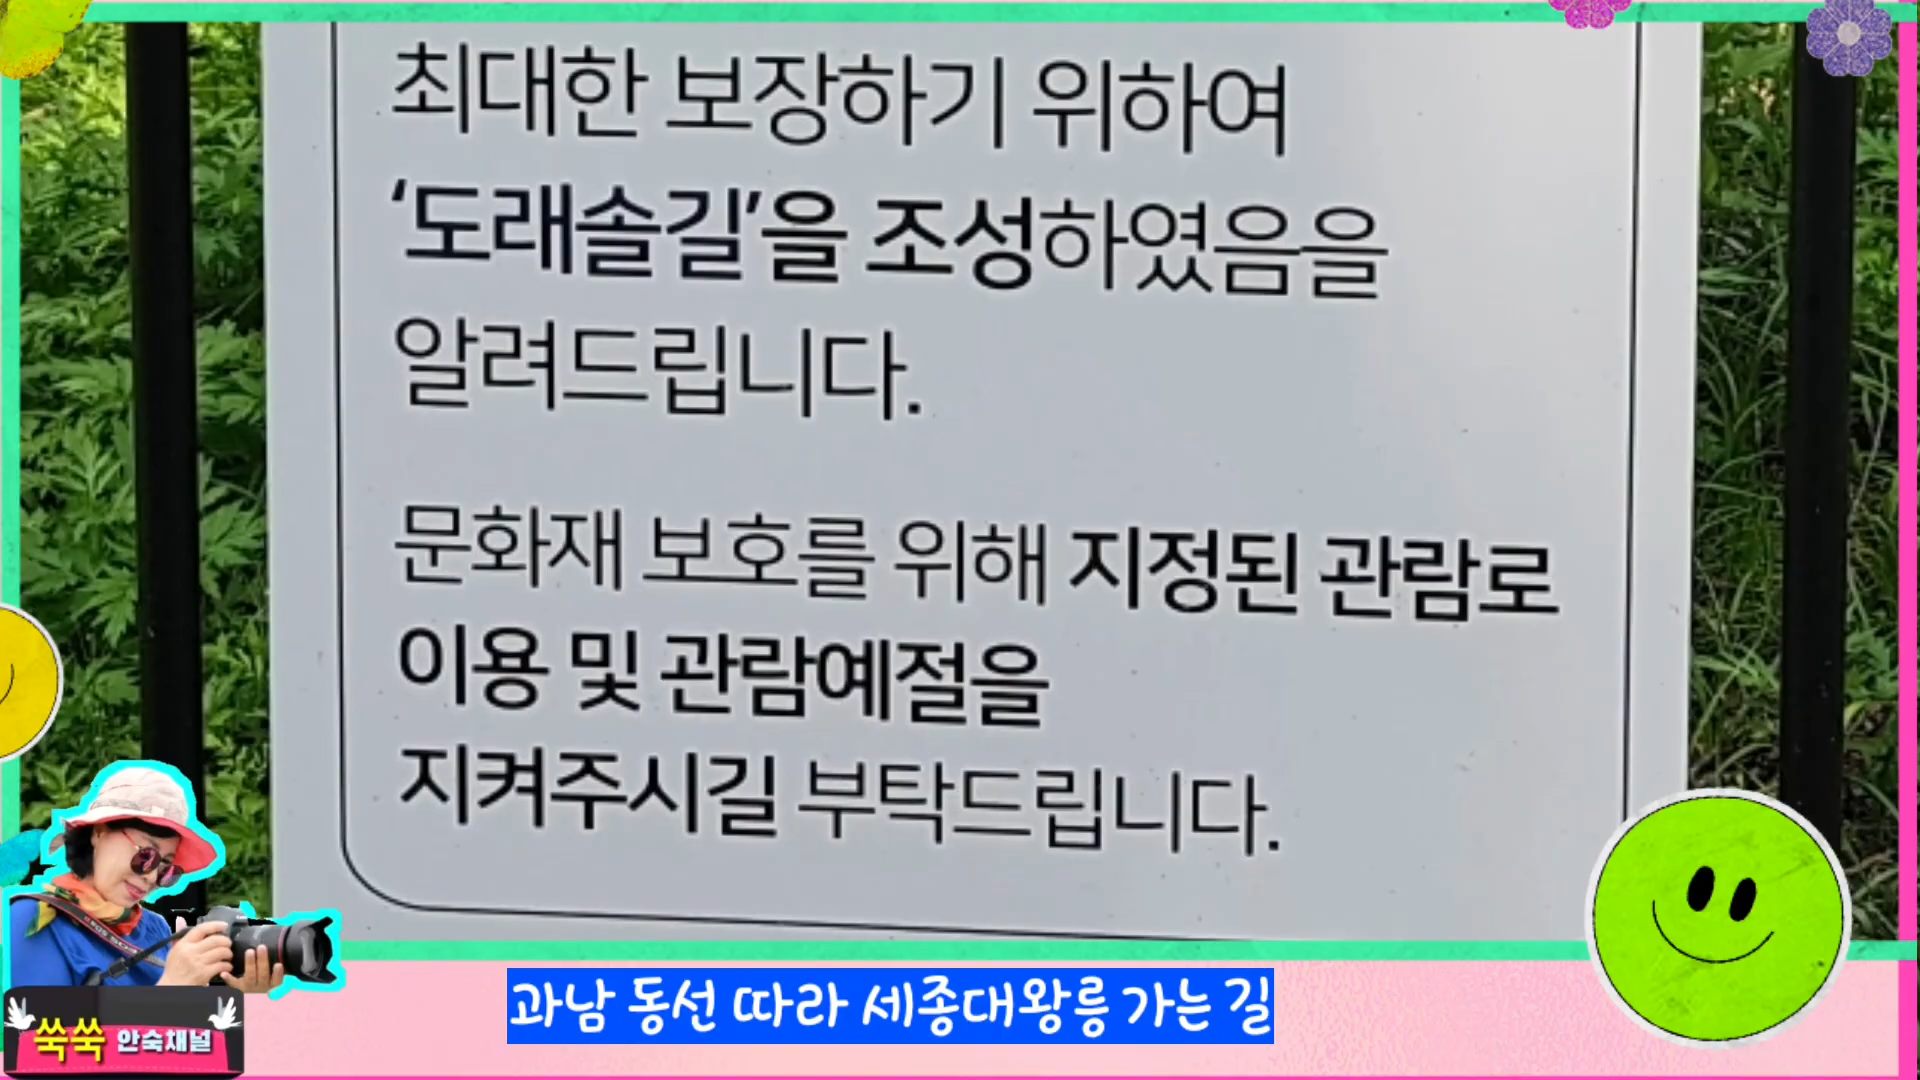 최대한 보장하기 위하여
‘도래솔길’을 조성하였음을
알려드립니다.
문화재 보호를 위해 지정된 관람로
이용 및 관람예절을
지켜주시길 부탁드립니다.
과남 동선 따라 세종대왕릉 가는 길
쑥쑥 안숙채널